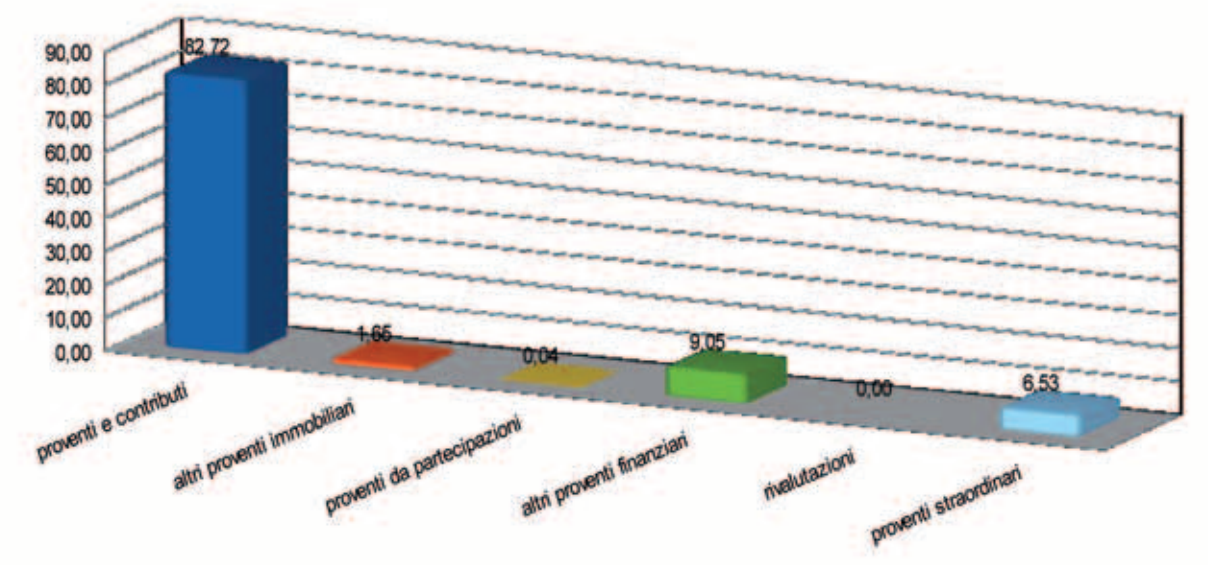 90,00
80,00
70,00
60,00
50,00
40,00
30,00
20,00
10,00
0,00
82,72
1,65
0,04
9,05
0,00
6,53
proventi e contributi
altri proventi immobiliari
proventi da partecipazioni
altri proventi finanziari
rivalutazioni
proventi straordinari